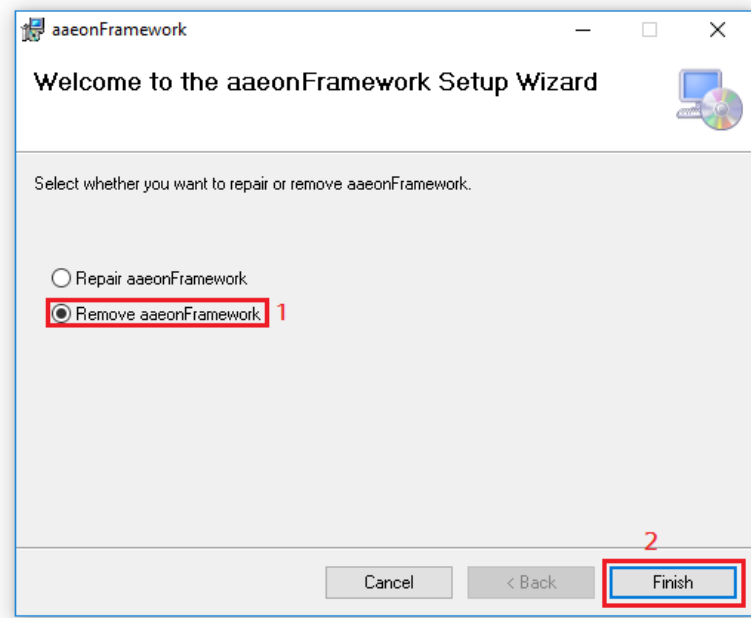 aaeonFramework
Welcome to the aaeonFramework Setup Wizard
Select whether you want to repair or remove aaeonFramework.
Repair aaeonFramework
Remove aaeonFramework 1
2
Cancel < Back Finish